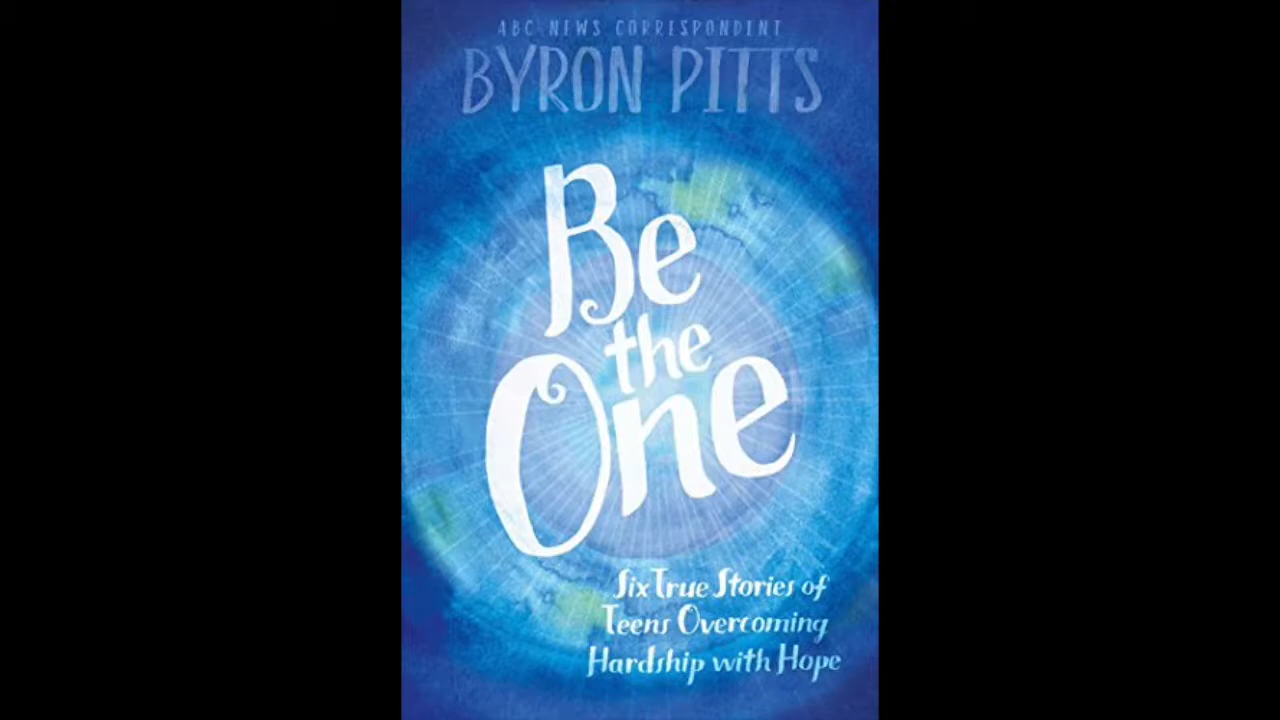 ABC NEWS CORRESPONDENT
BYRON PITTS
Be
the
One
Six True Stories of
Teens Overcoming
Hardship with Hope